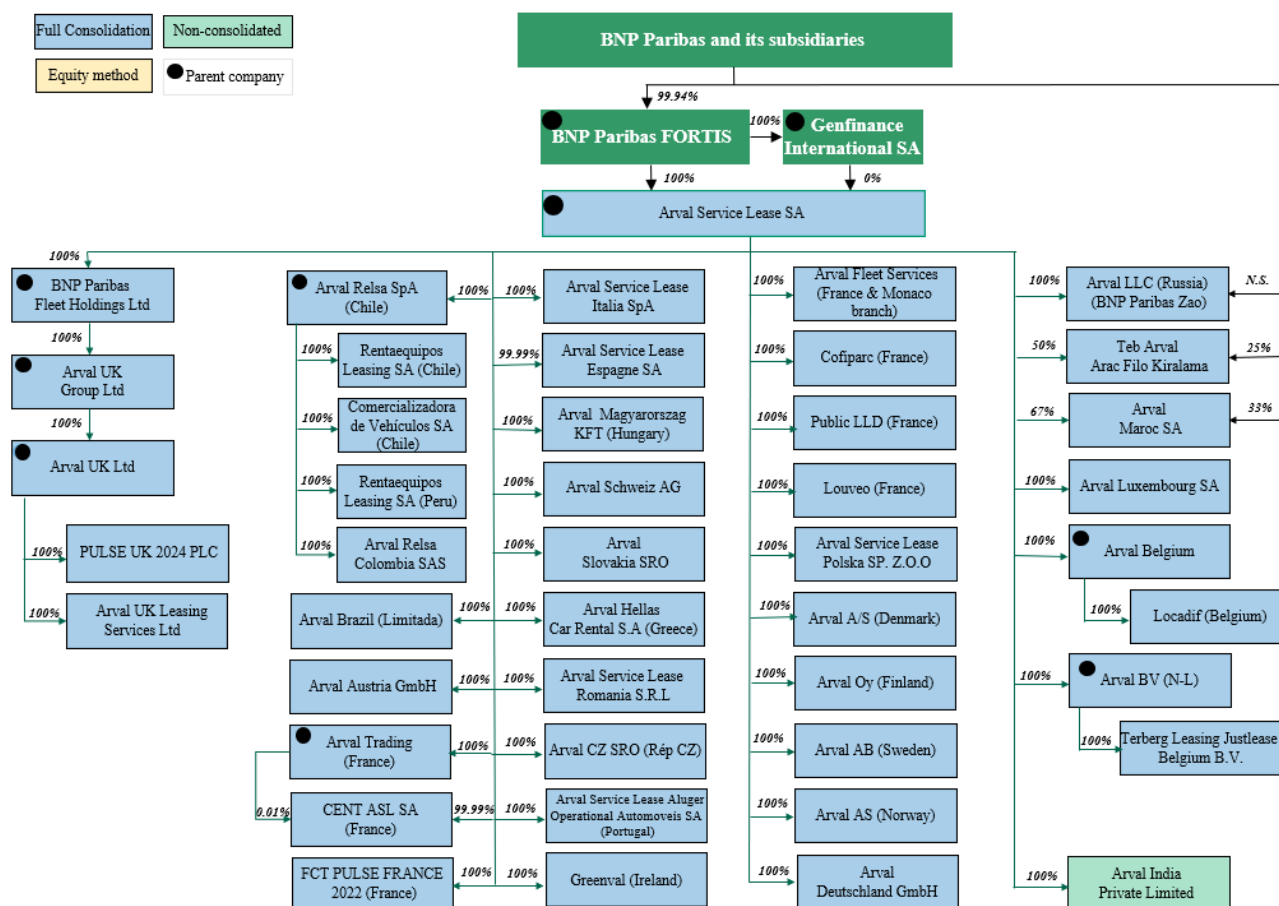 Full Consolidation
Non-consolidated
Equity method
Parent company
BNP Paribas and its subsidiaries
99.94%
BNP Paribas FORTIS
100%
Genfinance
International SA
100%
0%
Arval Service Lease SA
100%
BNP Paribas
Fleet Holdings Ltd
100%
Arval UK
Group Ltd
100%
Arval UK Ltd
100%
PULSE UK 2024 PLC
100%
Arval UK Leasing
Services Ltd
Arval Relsa SpA
(Chile)
100%
100%
Rentaequipos
Leasing SA (Chile)
100%
Comercializadora
de Vehículos SA
(Chile)
100%
Rentaequipos
Leasing SA (Peru)
100%
Arval Relsa
Colombia SAS
Arval Brazil (Limitada)
100%
Arval Austria GmbH
100%
Arval Trading
(France)
100%
0.01%
CENT ASL SA
(France)
99.99%
FCT PULSE FRANCE
2022 (France)
100%
100%
Arval Service Lease
Italia SpA
99.99%
Arval Service Lease
Espagne SA
100%
Arval Magyarorszag
KFT (Hungary)
100%
Arval Schweiz AG
100%
Arval
Slovakia SRO
100%
Arval Hellas
Car Rental S.A (Greece)
100%
Arval Service Lease
Romania S.R.L
100%
Arval CZ SRO (Rép CZ)
100%
Arval Service Lease Aluger
Operational Automoveis SA
(Portugal)
100%
Greenval (Ireland)
100%
Arval Fleet Services
(France & Monaco
branch)
100%
Cofiparc (France)
100%
Public LLD (France)
100%
Louveo (France)
100%
Arval Service Lease
Polska SP. Z.O.O
100%
Arval A/S (Denmark)
100%
Arval Oy (Finland)
100%
Arval AB (Sweden)
100%
Arval AS (Norway)
100%
Arval
Deutschland GmbH
100%
Arval LLC (Russia)
(BNP Paribas Zao)
N.S.
50%
Teb Arval
Arac Filo Kiralama
25%
67%
Arval
Maroc SA
33%
100%
Arval Luxembourg SA
100%
Arval Belgium
100%
Locadif (Belgium)
100%
Arval BV (N-L)
100%
Terberg Leasing Justlease
Belgium B.V.
100%
Arval India
Private Limited